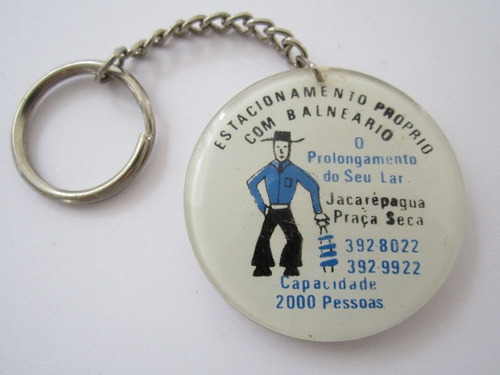 ESTACIONAMENTO PROPRIO
COM BALNEARIO
O
Prolongamento
do Seu Lar
Jacarépagua
Praça Seca
392-8022
392-9922
Capacidade
2000 Pessoas